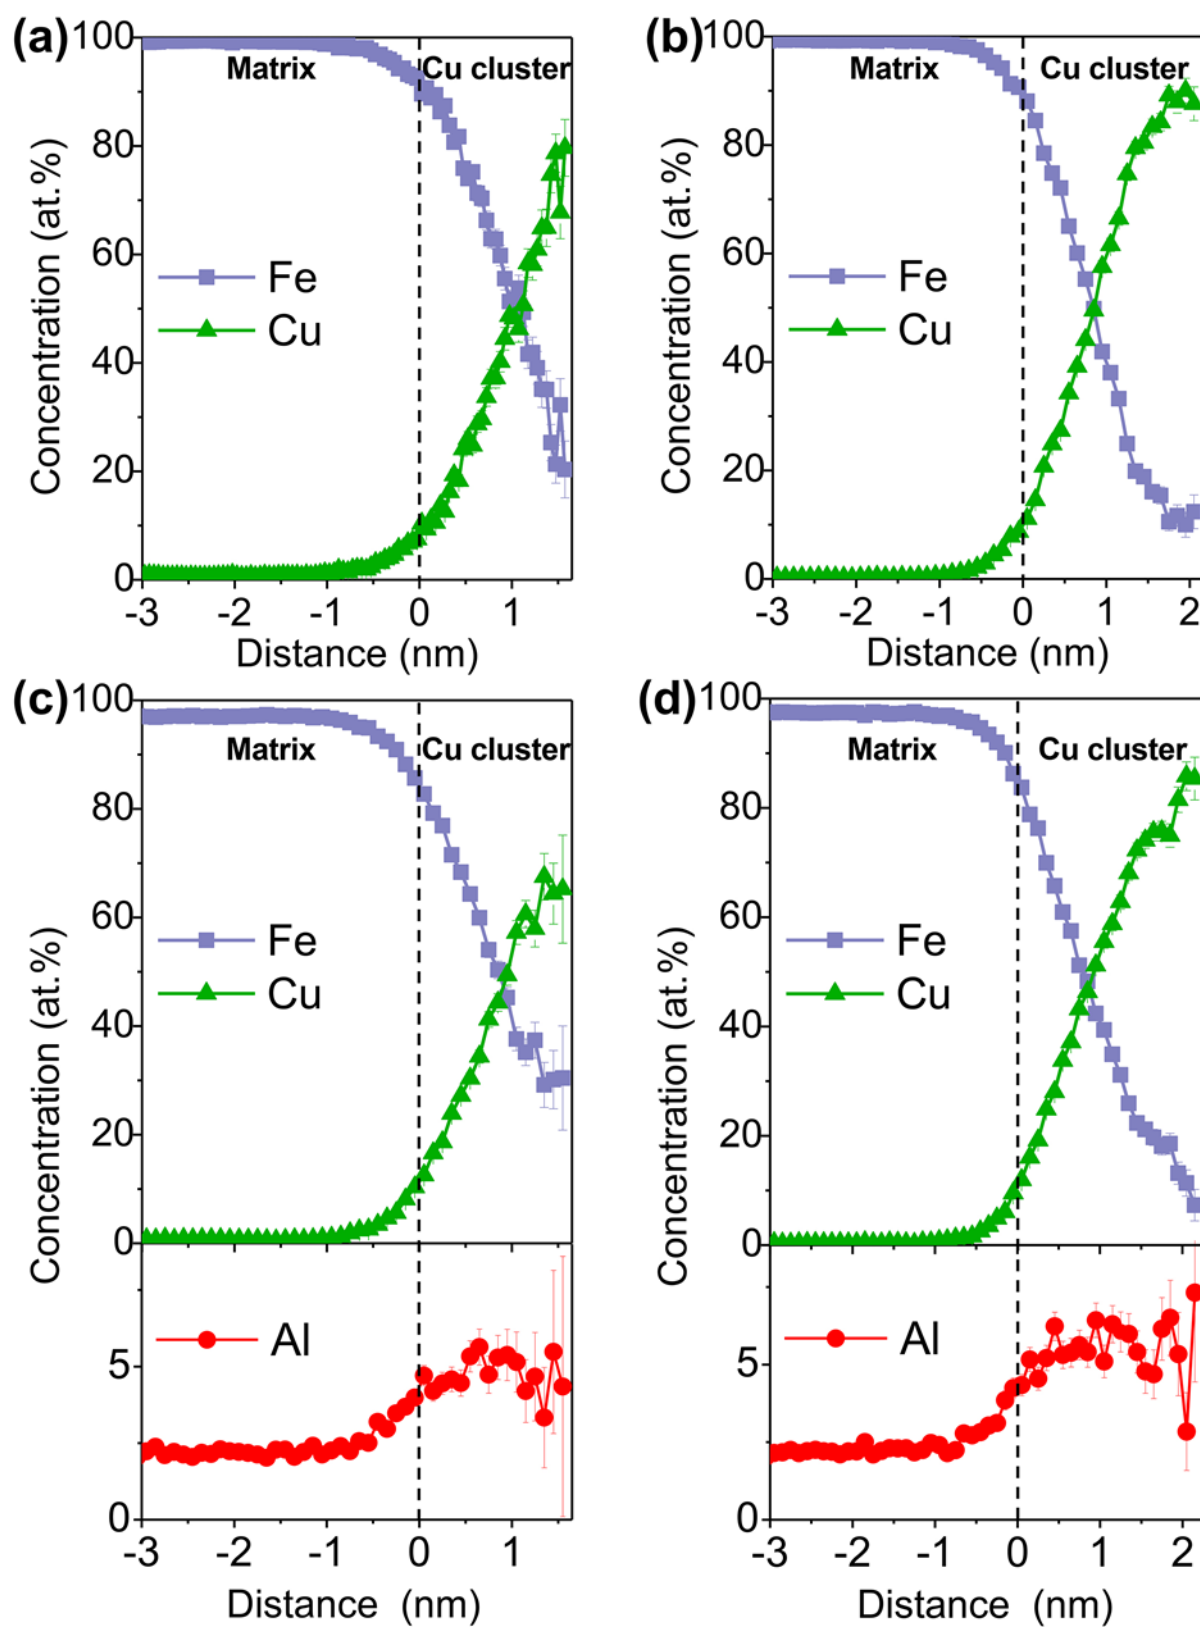 (a)
100
80
60
40
20
0
Concentration (at.%)
Matrix
Cu cluster
Fe
Cu
-3 -2 -1 0 1
Distance (nm)
(b)
100
80
60
40
20
0
Concentration (at.%)
Matrix
Cu cluster
Fe
Cu
-3 -2 -1 0 1 2
Distance (nm)
(c)
100
80
60
40
20
0
Concentration (at.%)
Matrix
Cu cluster
Fe
Cu
Al
5
0
-3 -2 -1 0 1
Distance (nm)
(d)
100
80
60
40
20
0
Concentration (at.%)
Matrix
Cu cluster
Fe
Cu
Al
5
0
-3 -2 -1 0 1 2
Distance (nm)